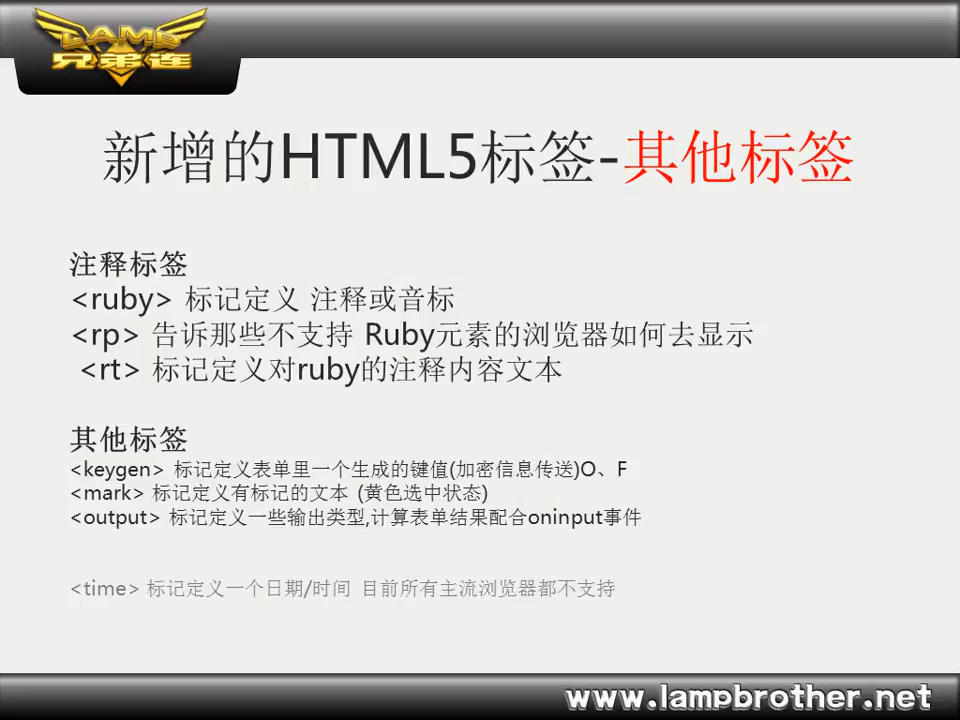 LAMP
兄弟连
新增的HTML5标签-其他标签
注释标签
<ruby> 标记定义 注释或音标
<rp> 告诉那些不支持 Ruby元素的浏览器如何去显示
<rt> 标记定义对ruby的注释内容文本
其他标签
<keygen> 标记定义表单里一个生成的键值(加密信息传送)O、F
<mark> 标记定义有标记的文本 (黄色选中状态)
<output> 标记定义一些输出类型,计算表单结果配合oninput事件
<time> 标记定义一个日期/时间 目前所有主流浏览器都不支持
www.lampbrother.net